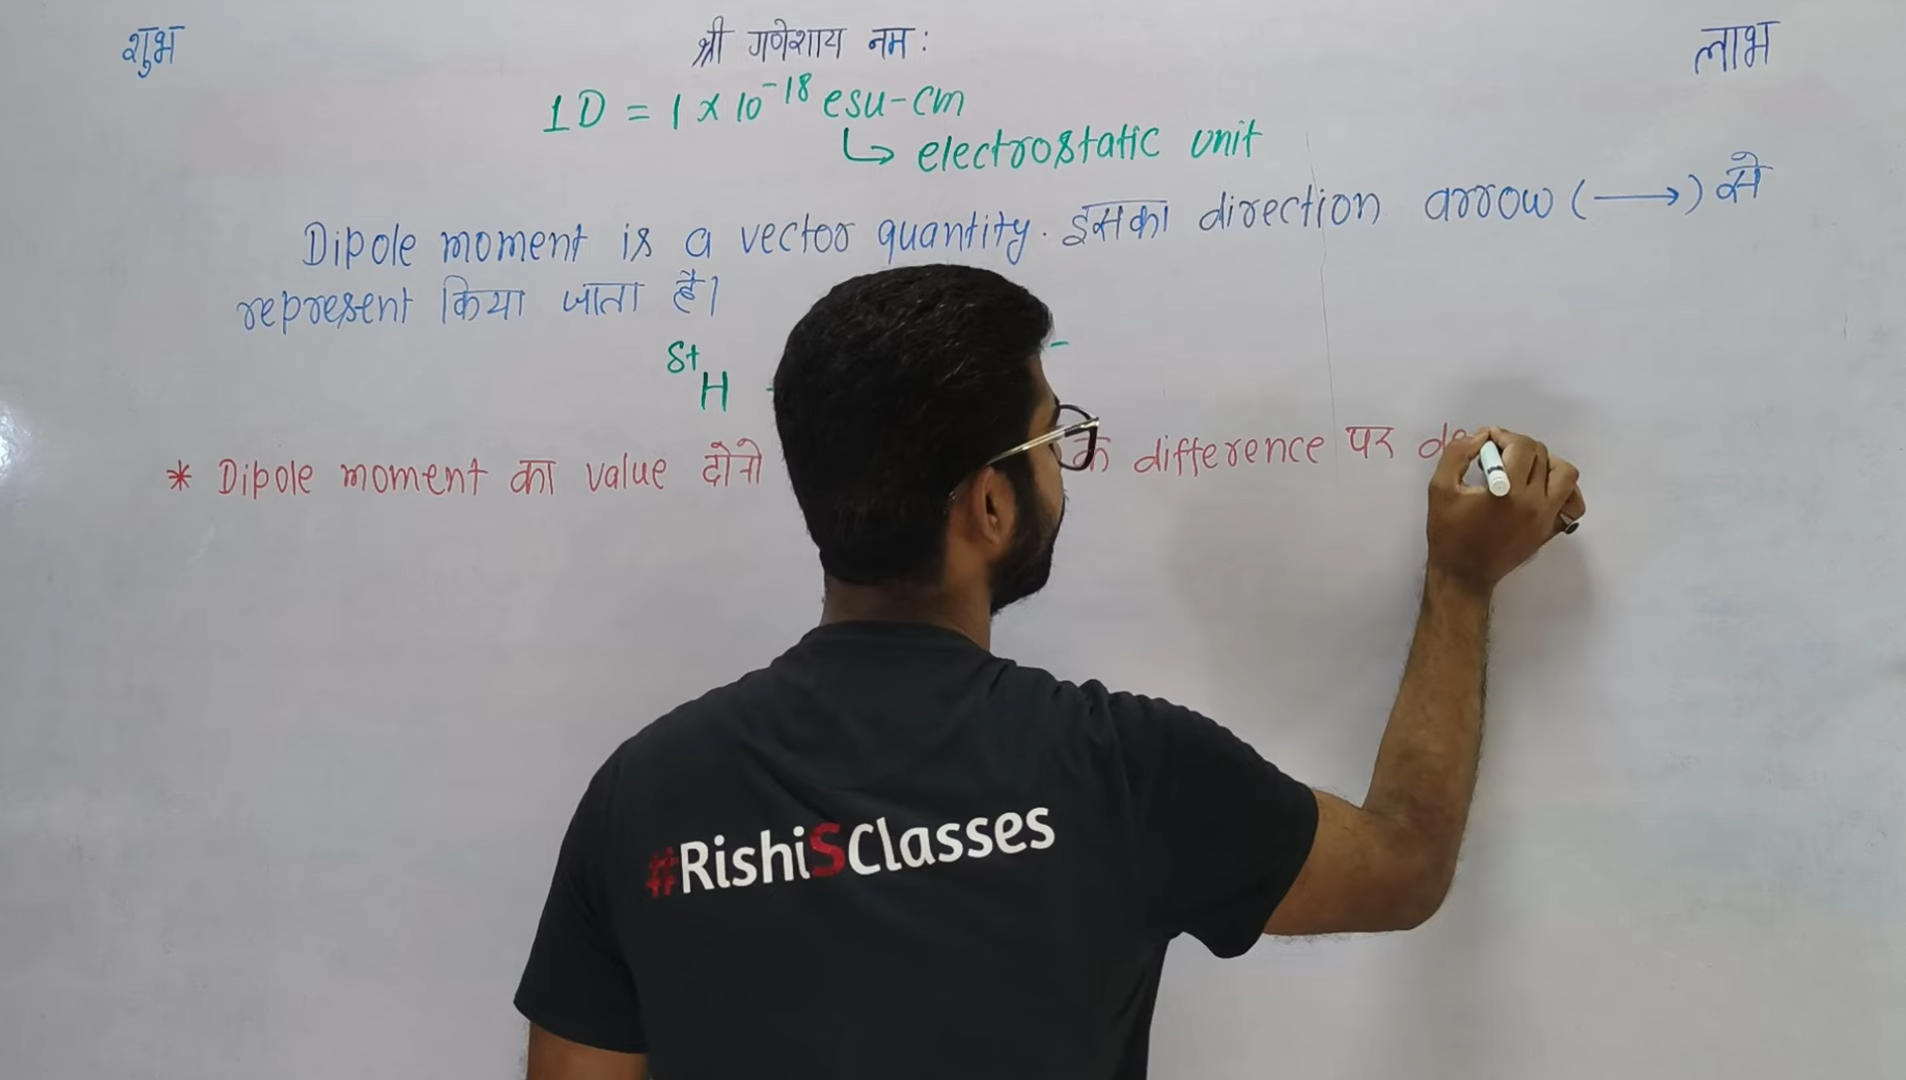 शुभ श्री गणेशाय नम: लाभ
1D = 1 × 10⁻¹⁸ esu-cm
↳ electrostatic unit
Dipole moment is a vector quantity. इसका direction arrow (⟶) से
represent किया जाता है।
δ+ H -
* Dipole moment का value दोनो के difference पर de
#RishiSClasses